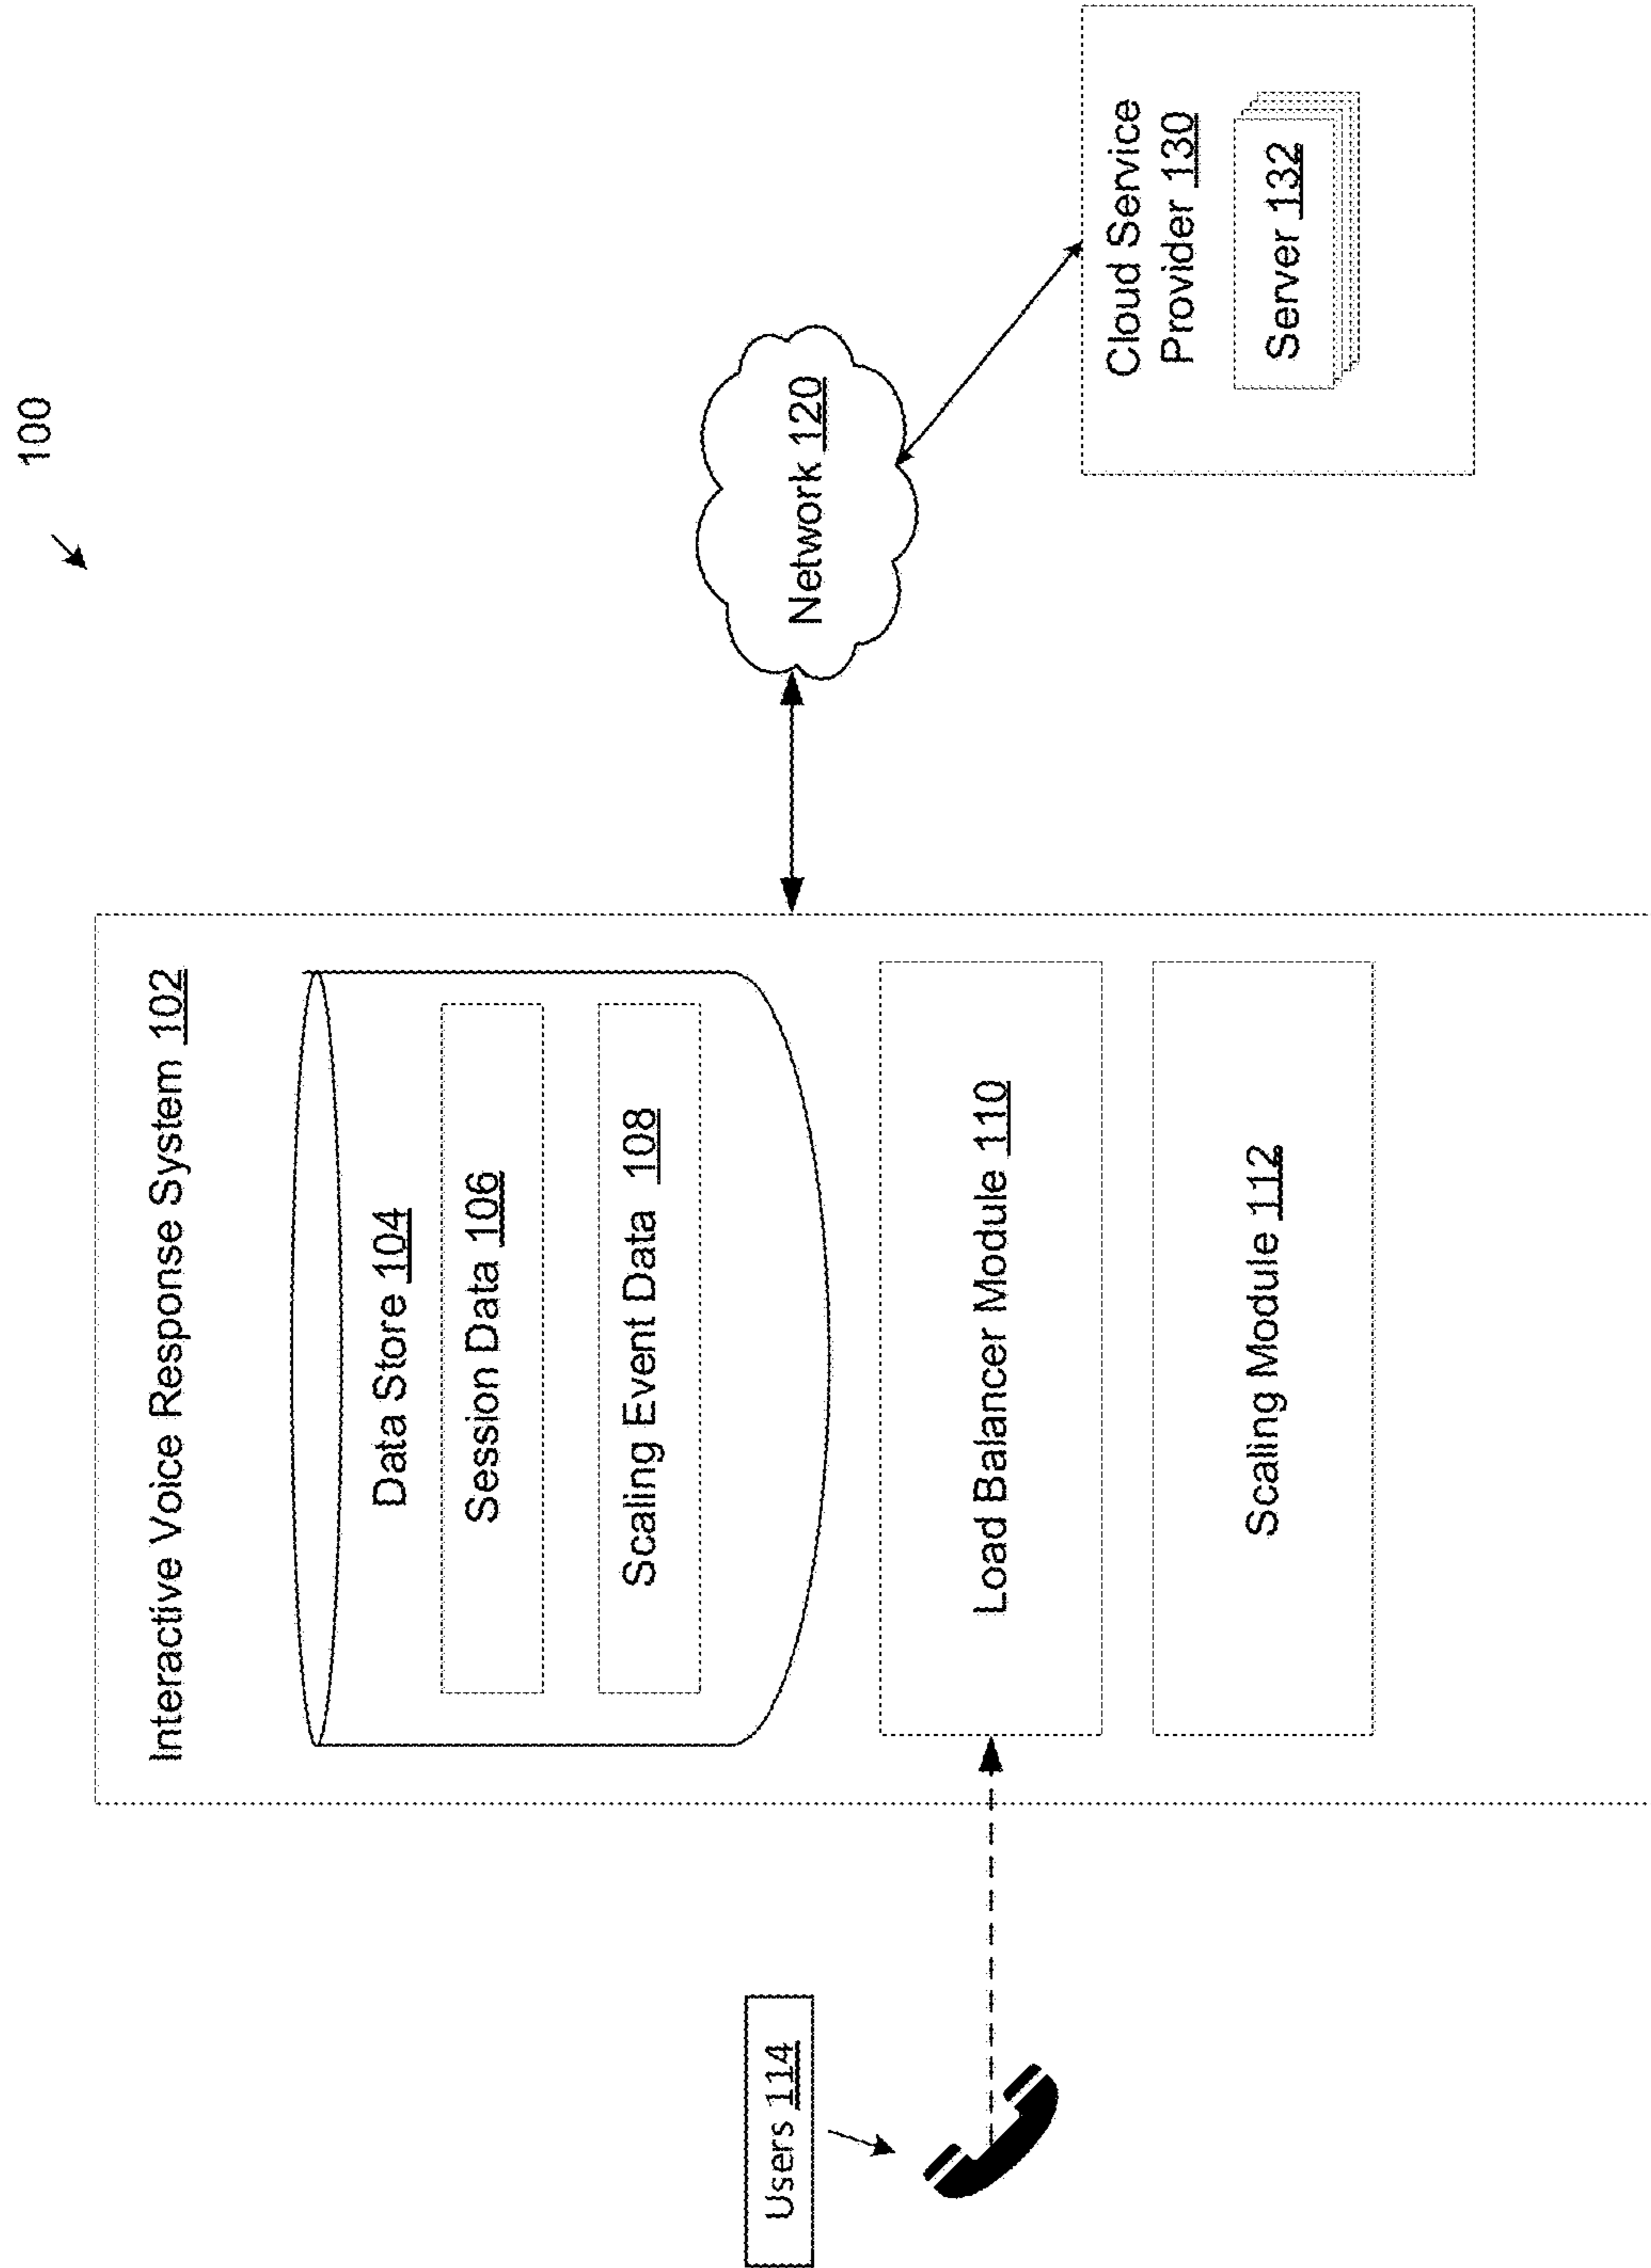 100
Interactive Voice Response System 102
Data Store 104
Session Data 106
Scaling Event Data 108
Load Balancer Module 110
Scaling Module 112
Users 114
Network 120
Cloud Service
Provider 130
Server 132